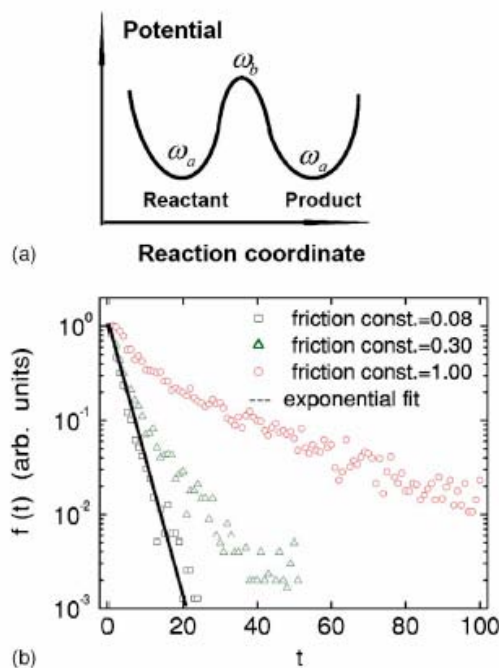 Potential
ω_b
ω_a ω_a
Reactant Product
(a) Reaction coordinate
f (t) (arb. units)
10^0
10^-1
10^-2
10^-3
□ friction const.=0.08
△ friction const.=0.30
○ friction const.=1.00
---- exponential fit
0 20 40 60 80 100
(b) t